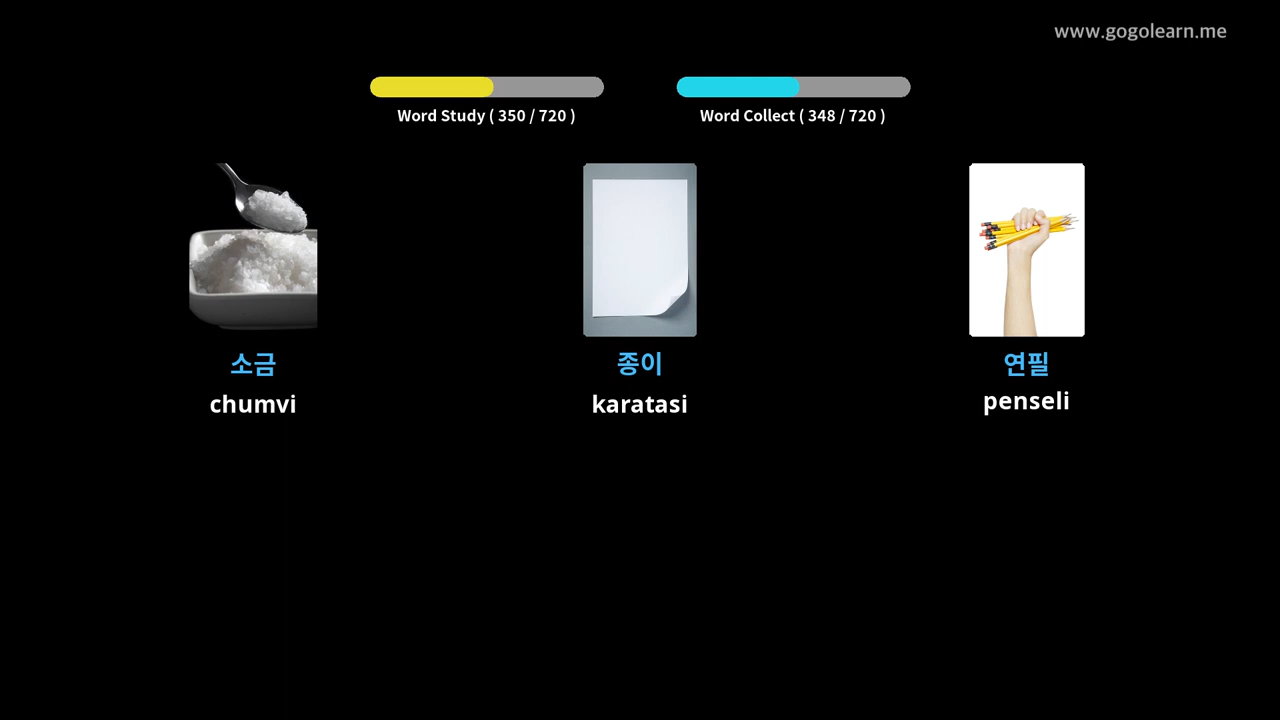 www.gogolearn.me
Word Study ( 350 / 720 )
Word Collect ( 348 / 720 )
소금
종이
연필
chumvi
karatasi
penseli